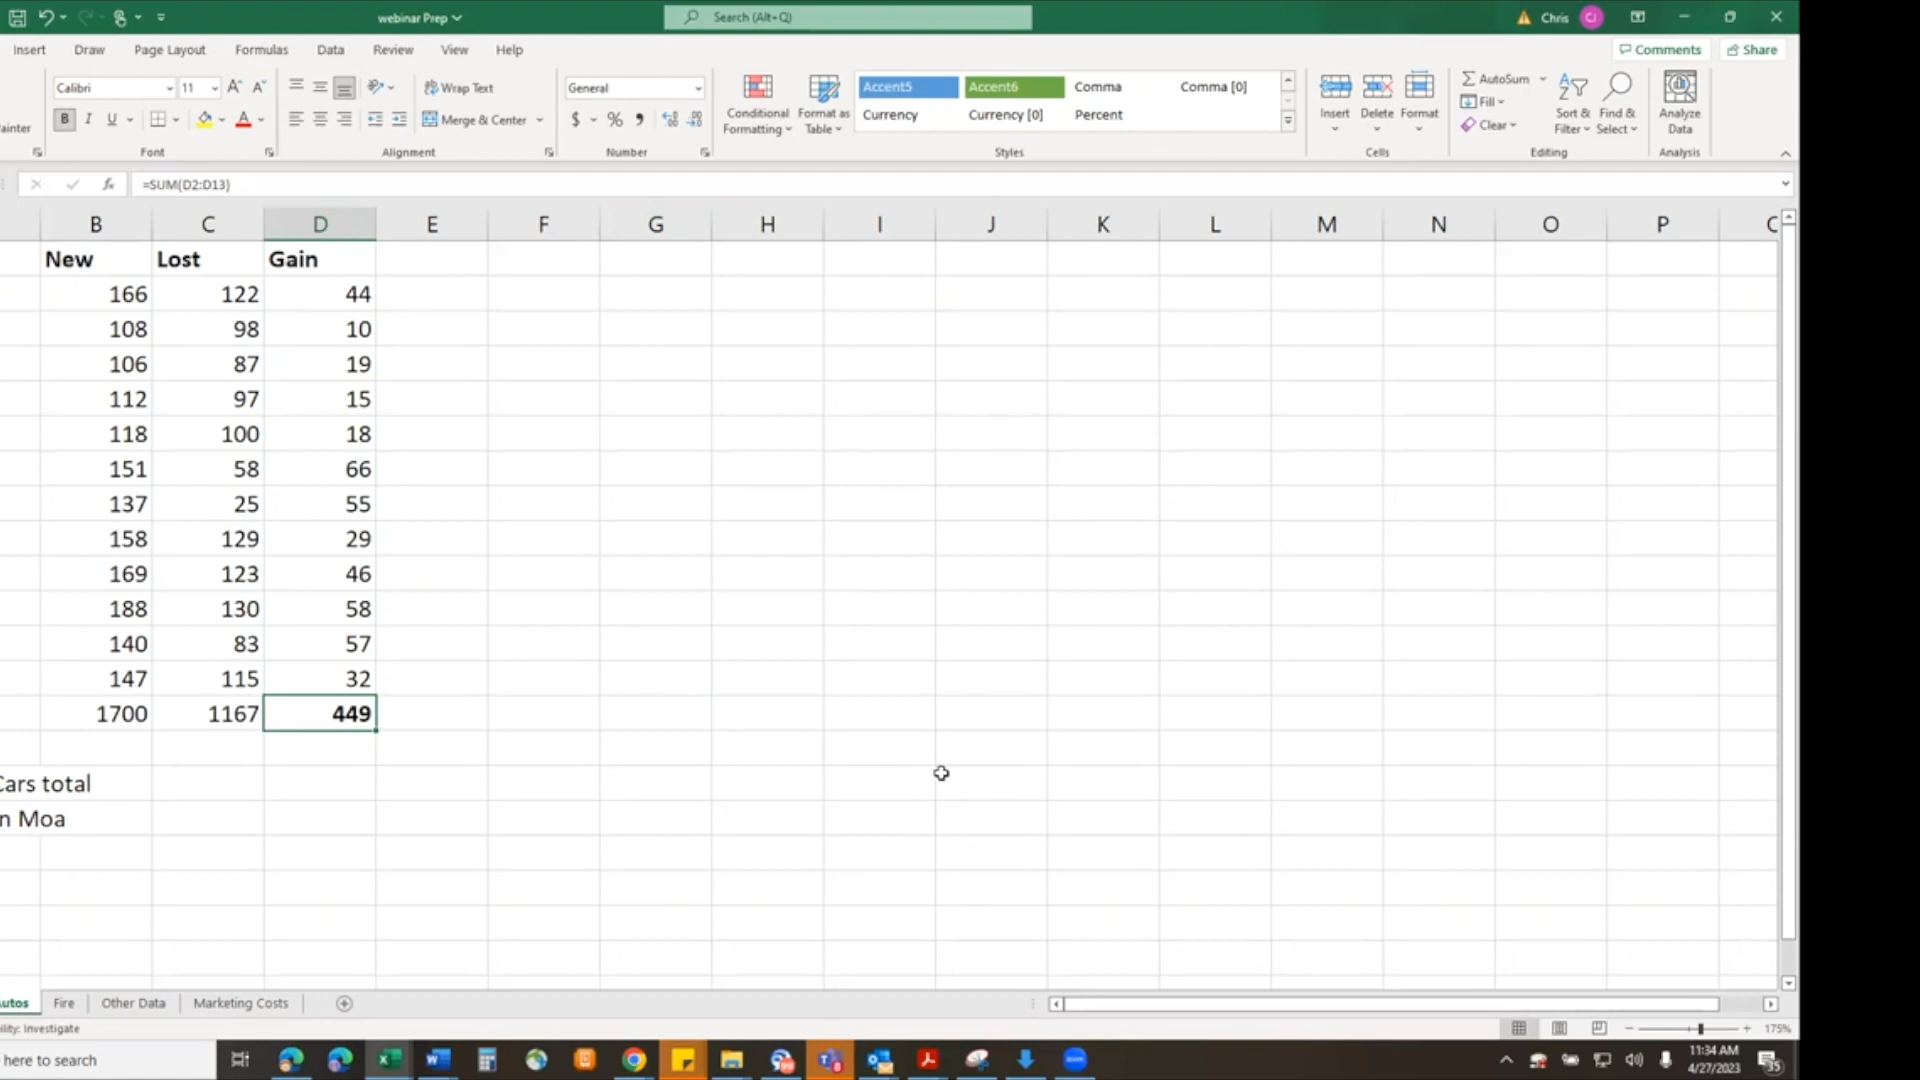 webinar Prep
Search (Alt+Q)
Chris
CJ
Insert Draw Page Layout Formulas Data Review View Help
Comments Share
Calibri 11 Wrap Text General Accent5 Accent6 Comma Comma [0] AutoSum
Painter B I U Merge & Center $ % Conditional Formatting Format as Table Currency Currency [0] Percent Insert Delete Format Fill Clear Sort & Filter Find & Select Analyze Data
Font Alignment Number Styles Cells Editing Analysis
fx =SUM(D2:D13)
B C D E F G H I J K L M N O P
New Lost Gain
166 122 44
108 98 10
106 87 19
112 97 15
118 100 18
151 58 66
137 25 55
158 129 29
169 123 46
188 130 58
140 83 57
147 115 32
1700 1167 449
Cars total
n Moa
utos Fire Other Data Marketing Costs
ility: Investigate 175%
here to search
11:34 AM
4/27/2023
35